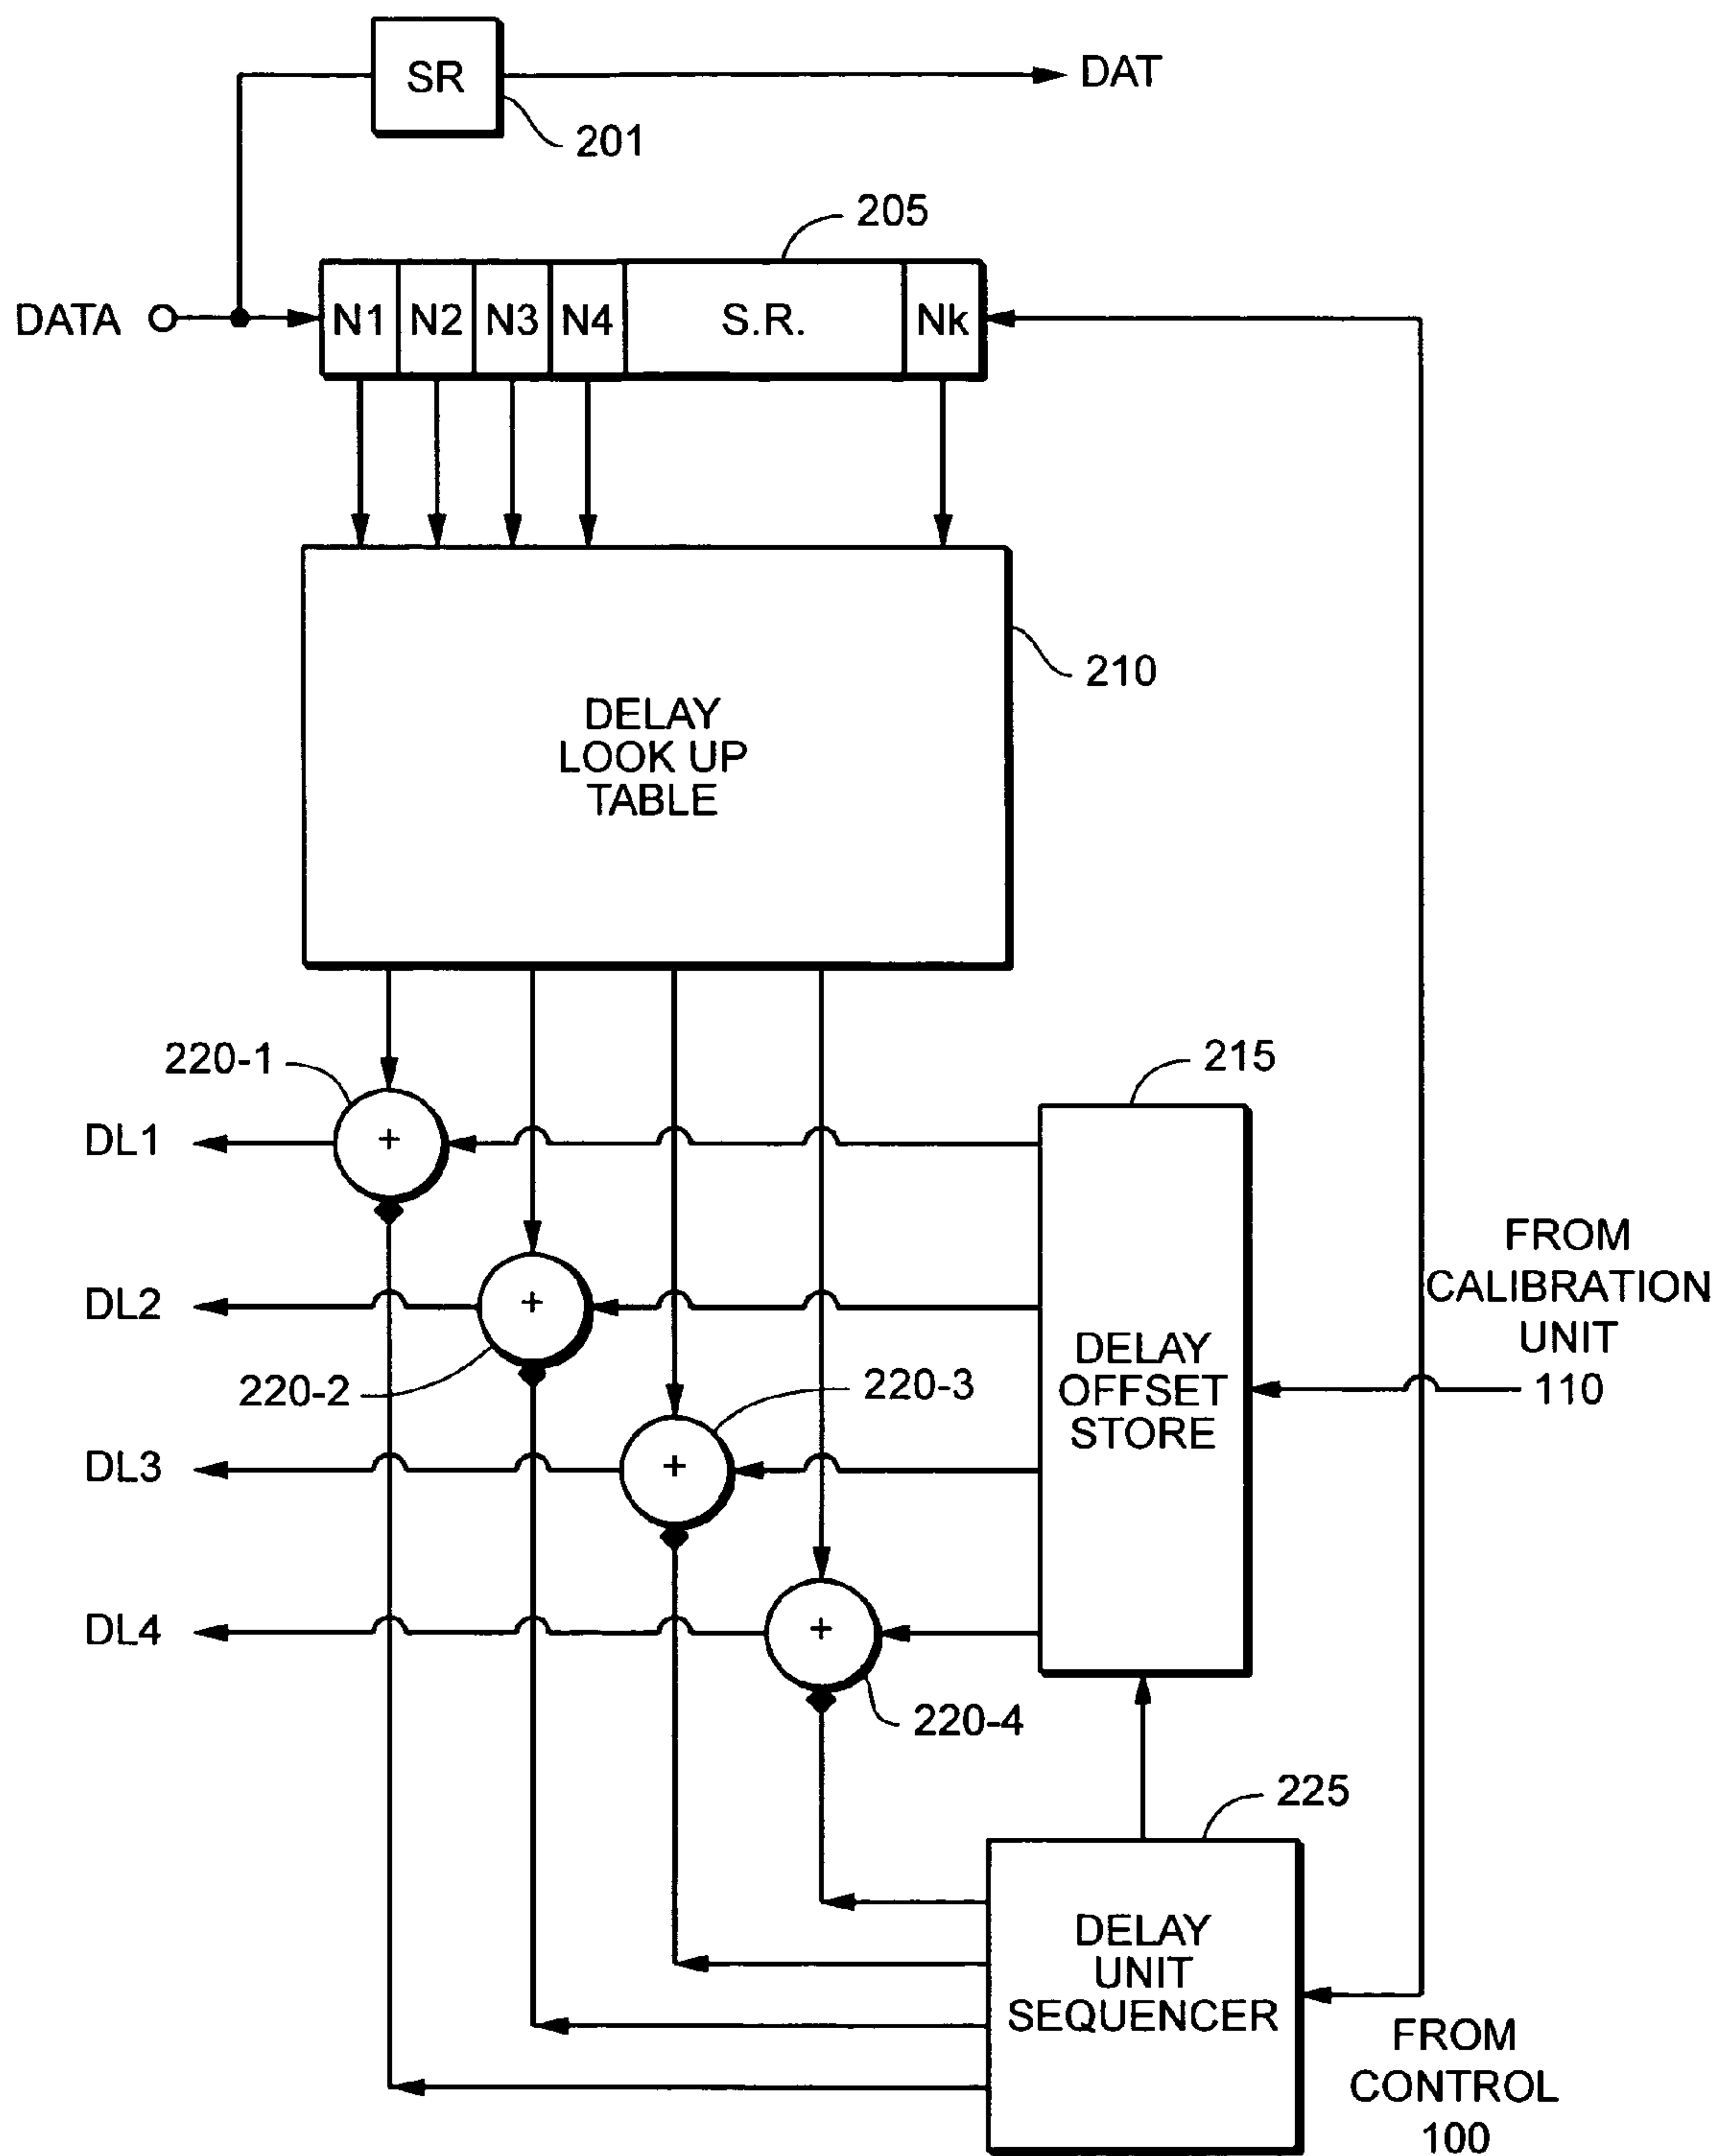 SR
DAT
201
205
DATA
N1 N2 N3 N4 S.R. Nk
210
DELAY
LOOK UP
TABLE
220-1
215
DL1
+
FROM
CALIBRATION
UNIT
110
DL2
+
DELAY
OFFSET
STORE
220-2
220-3
DL3
+
DL4
+
220-4
225
DELAY
UNIT
SEQUENCER
FROM
CONTROL
100